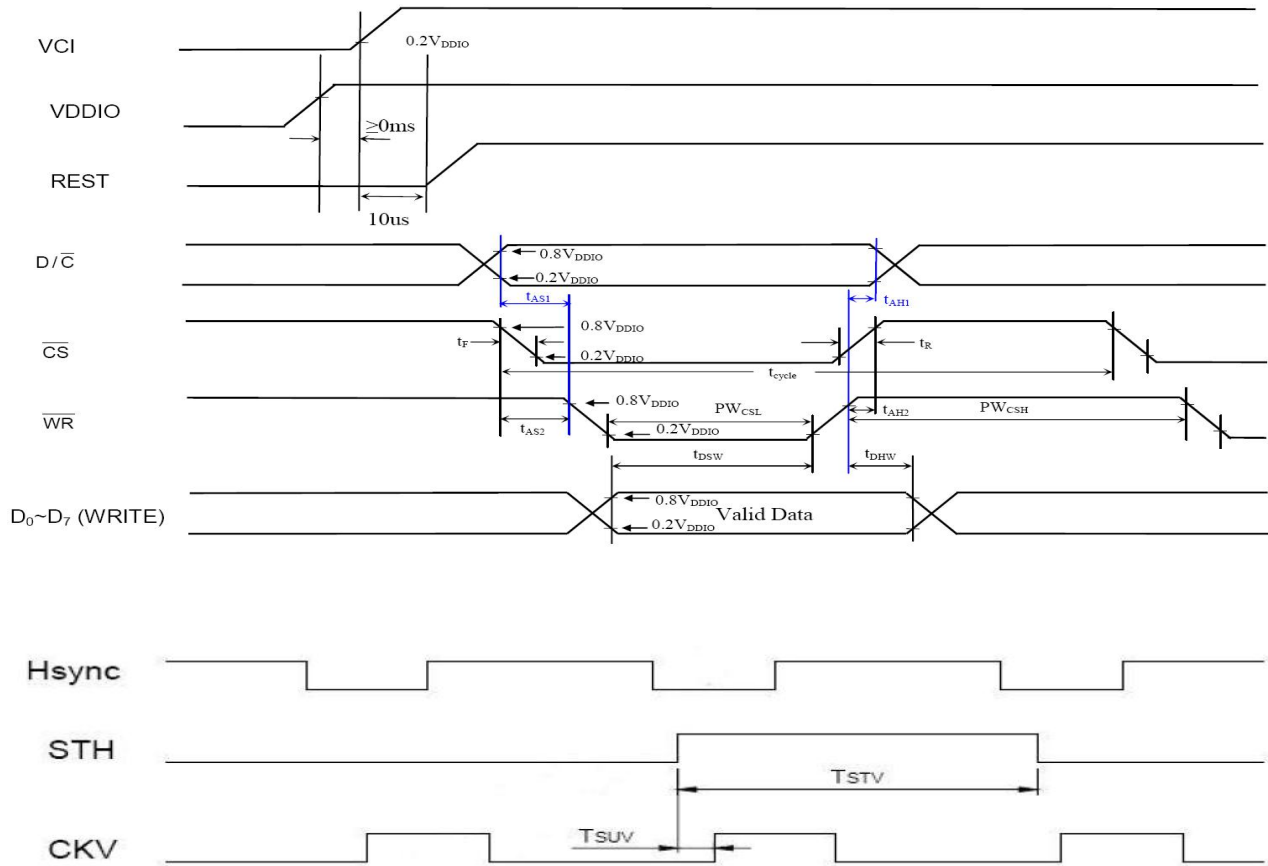 VCI
0.2VDDIO
VDDIO
≥0ms
REST
10us
D/C̅
0.8VDDIO
0.2VDDIO
tAS1
tAH1
C̅S̅
tF
0.8VDDIO
0.2VDDIO
tR
tcycle
W̅R̅
0.8VDDIO
PWCSL
tAH2
PWCSH
tAS2
0.2VDDIO
tDSW
tDHW
D0~D7 (WRITE)
0.8VDDIO
Valid Data
0.2VDDIO
Hsync
STH
TSTV
TSUV
CKV